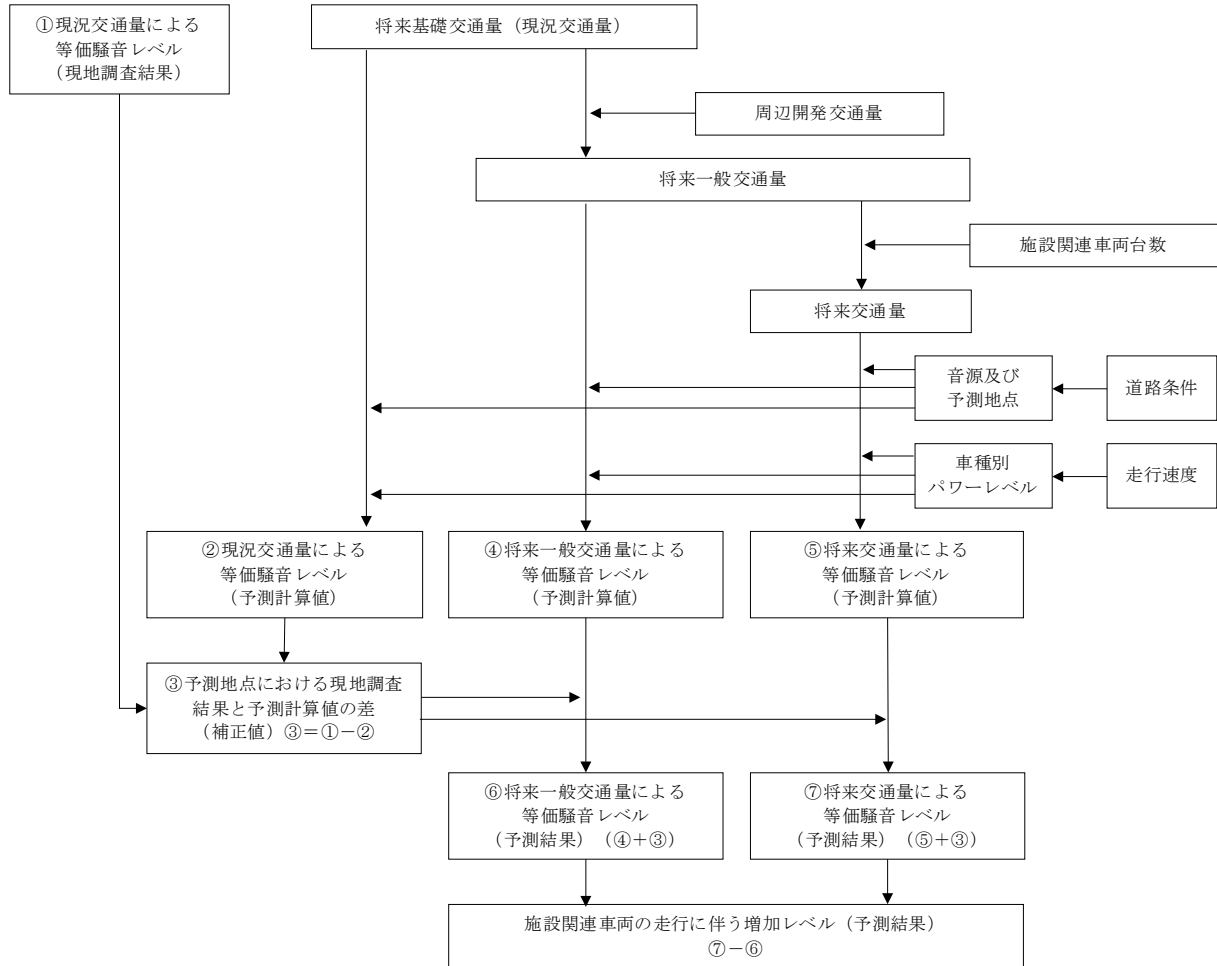 ①現況交通量による
等価騒音レベル
（現地調査結果）
将来基礎交通量（現況交通量）
周辺開発交通量
将来一般交通量
施設関連車両台数
将来交通量
音源及び
予測地点
道路条件
車種別
パワーレベル
走行速度
②現況交通量による
等価騒音レベル
（予測計算値）
④将来一般交通量による
等価騒音レベル
（予測計算値）
⑤将来交通量による
等価騒音レベル
（予測計算値）
③予測地点における現地調査
結果と予測計算値の差
（補正値）③＝①－②
⑥将来一般交通量による
等価騒音レベル
（予測結果）（④＋③）
⑦将来交通量による
等価騒音レベル
（予測結果）（⑤＋③）
施設関連車両の走行に伴う増加レベル（予測結果）
⑦－⑥